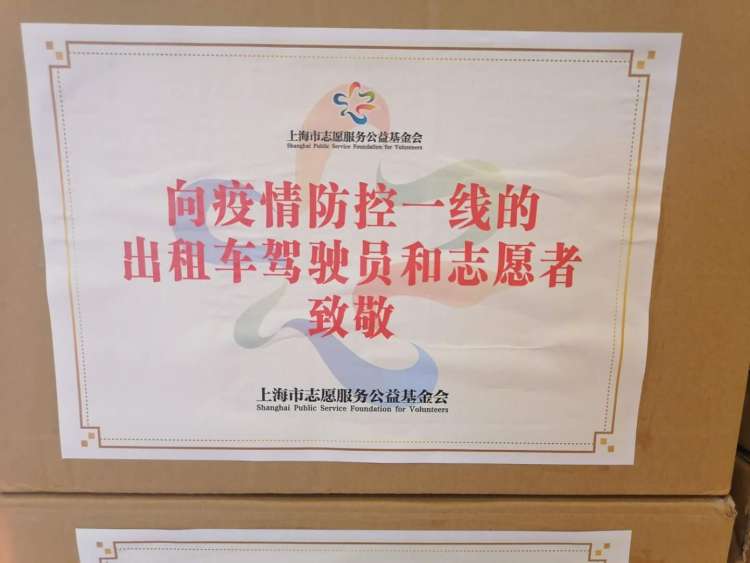 上海市志愿服务公益基金会
Shanghai Public Service Foundation for Volunteers
向疫情防控一线的
出租车驾驶员和志愿者
致敬
上海市志愿服务公益基金会
Shanghai Public Service Foundation for Volunteers